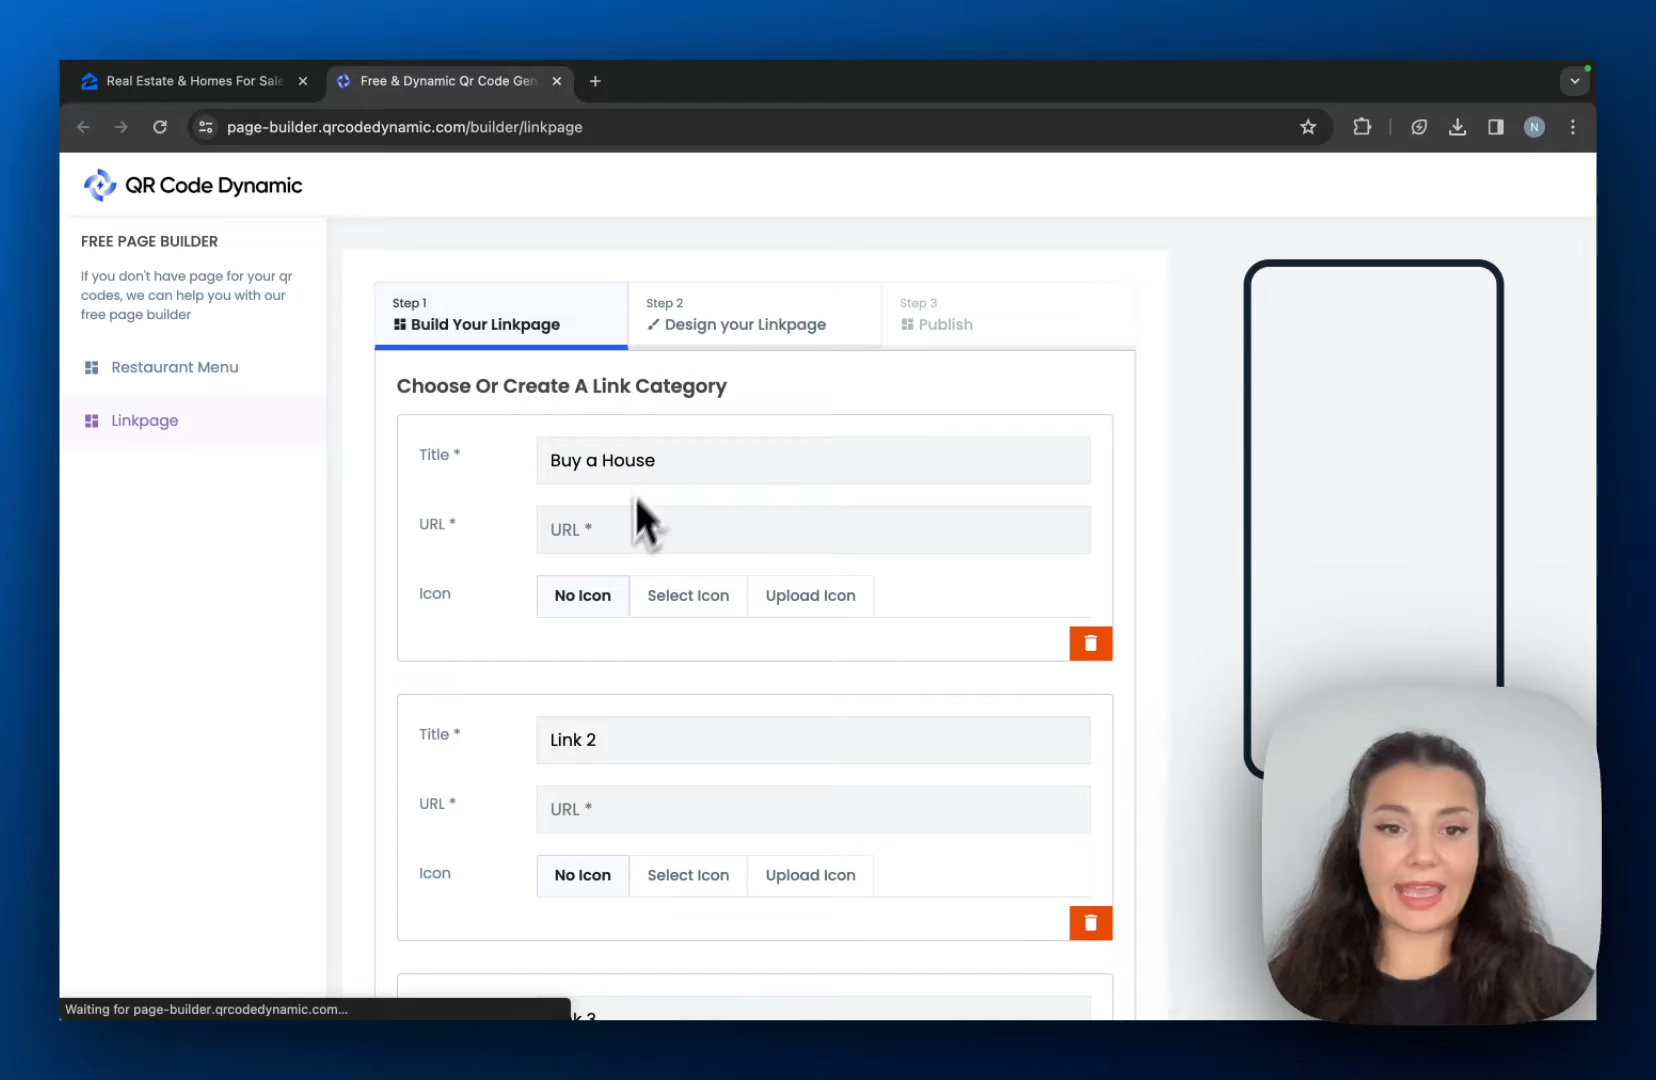 Real Estate & Homes For Sale
Free & Dynamic Qr Code Gen
page-builder.qrcodedynamic.com/builder/linkpage
N
QR Code Dynamic
FREE PAGE BUILDER
If you don't have page for your qr
codes, we can help you with our
free page builder
Restaurant Menu
Linkpage
Step 1
Build Your Linkpage
Step 2
Design your Linkpage
Step 3
Publish
Choose Or Create A Link Category
Title *
Buy a House
URL *
URL *
Icon
No Icon
Select Icon
Upload Icon
Title *
Link 2
URL *
URL *
Icon
No Icon
Select Icon
Upload Icon
k 3
Waiting for page-builder.qrcodedynamic.com...